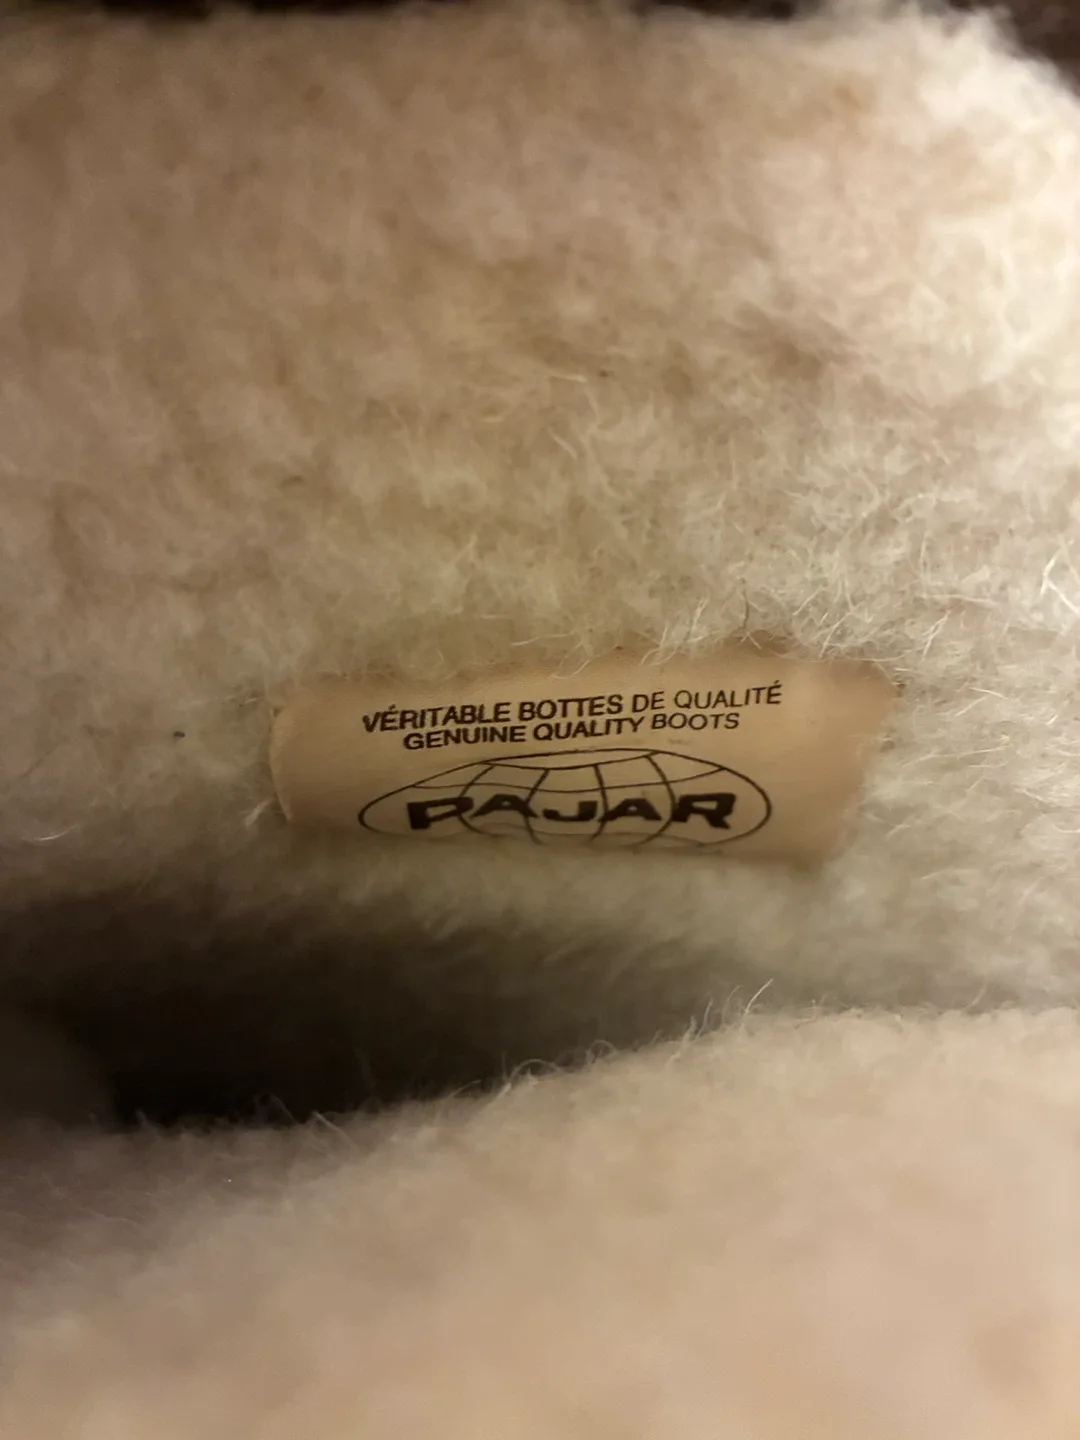 VÉRITABLE BOTTES DE QUALITÉ
GENUINE QUALITY BOOTS
PAJAR